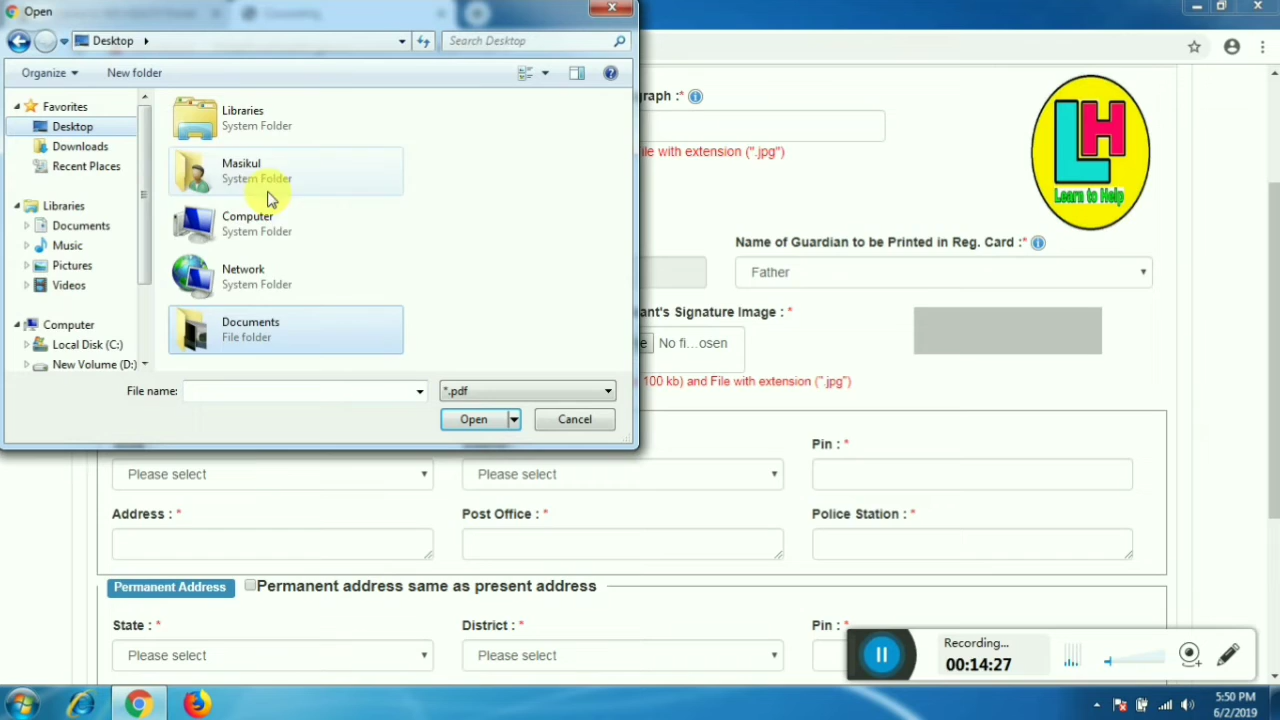 Open
Desktop
Search Desktop
Organize
New folder
Favorites
Desktop
Downloads
Recent Places
Libraries
Documents
Music
Pictures
Videos
Computer
Local Disk (C:)
New Volume (D:)
Libraries
System Folder
Masikul
System Folder
Computer
System Folder
Network
System Folder
Documents
File folder
File name:
*.pdf
Open
Cancel
graph :*
ile with extension (".jpg")
LH
Learn to Help
Name of Guardian to be Printed in Reg. Card :*
Father
ant's Signature Image : *
e No fi...osen
100 kb) and File with extension (".jpg")
Pin : *
Please select
Please select
Address : *
Post Office : *
Police Station : *
Permanent Address
Permanent address same as present address
State : *
District : *
Pin : *
Please select
Please select
Recording...
00:14:27
5:50 PM
6/2/2019